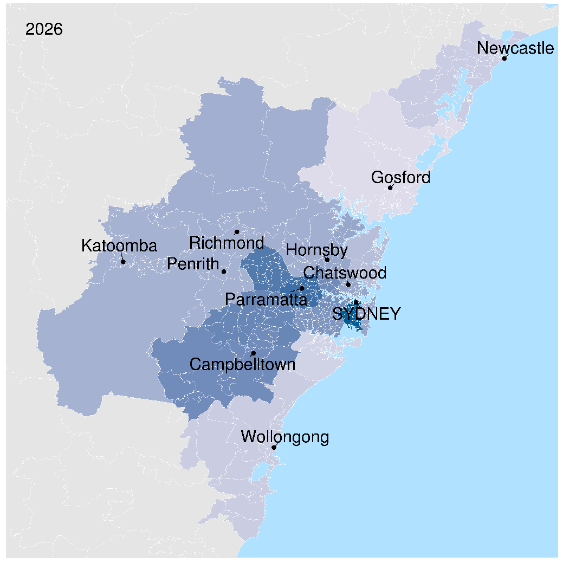 2026
Newcastle
Gosford
Katoomba
Richmond
Hornsby
Penrith
Chatswood
Parramatta
SYDNEY
Campbelltown
Wollongong